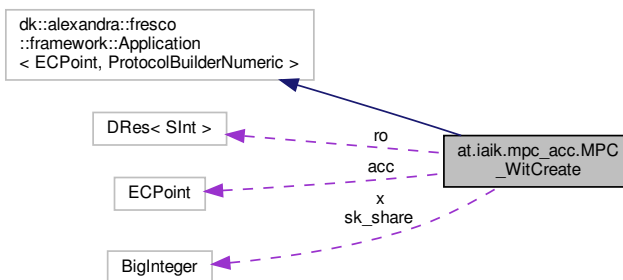 dk::alexandra::fresco
::framework::Application
< ECPoint, ProtocolBuilderNumeric >
DRes< SInt >
ro
at.iaik.mpc_acc.MPC
_WitCreate
acc
ECPoint
x
sk_share
BigInteger